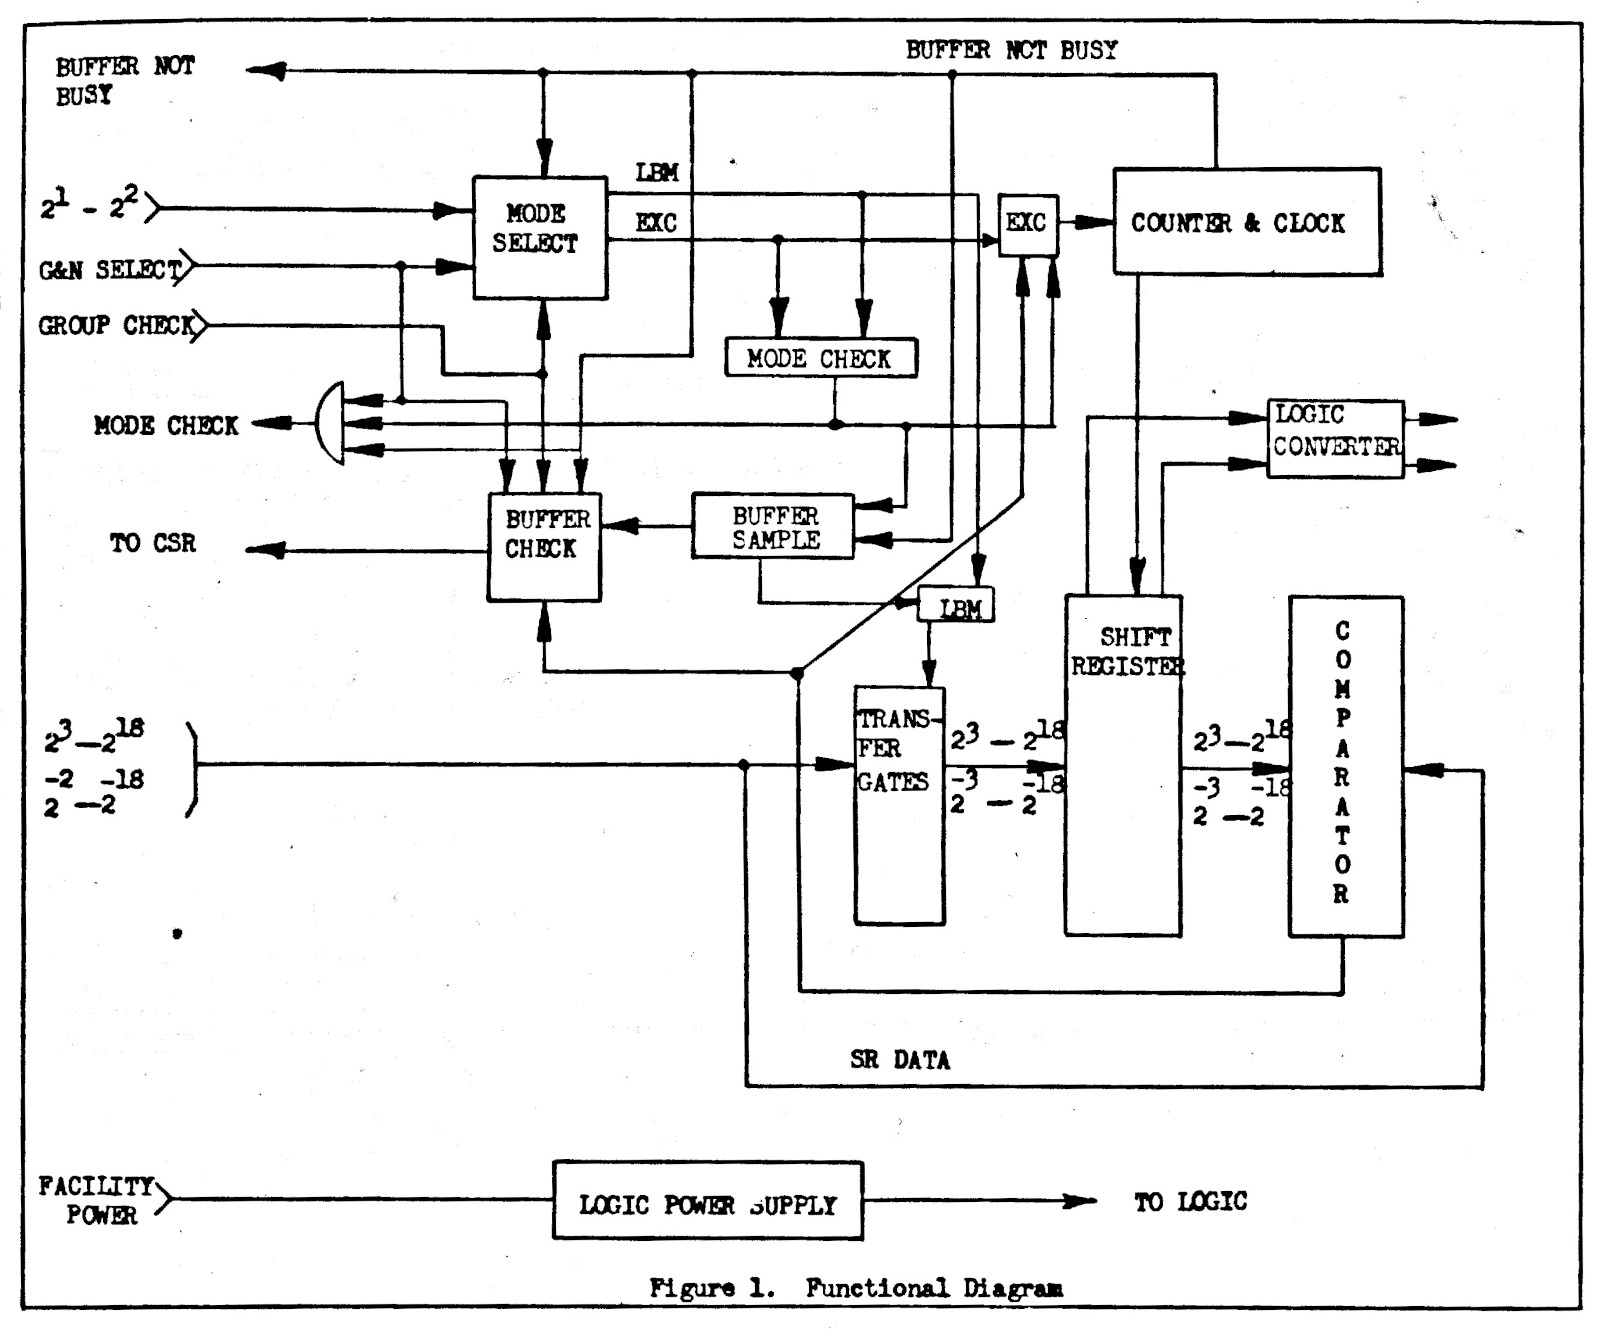 BUFFER NOT BUSY
BUFFER NOT
BUSY
LBM
2^1 - 2^2
MODE
SELECT
EXC
EXC
COUNTER & CLOCK
G&N SELECT
GROUP CHECK
MODE CHECK
MODE CHECK
LOGIC
CONVERTER
BUFFER
CHECK
BUFFER
SAMPLE
TO CSR
LBM
SHIFT
REGISTER
COMPARATOR
2^3 — 2^18
2^-2 — 2^-18
TRANS-
FER
GATES
2^3 — 2^18
2^-3 — 2^-18
2^3 — 2^18
2^-3 — 2^-18
SR DATA
FACILITY
POWER
LOGIC POWER SUPPLY
TO LOGIC
Figure 1. Functional Diagram